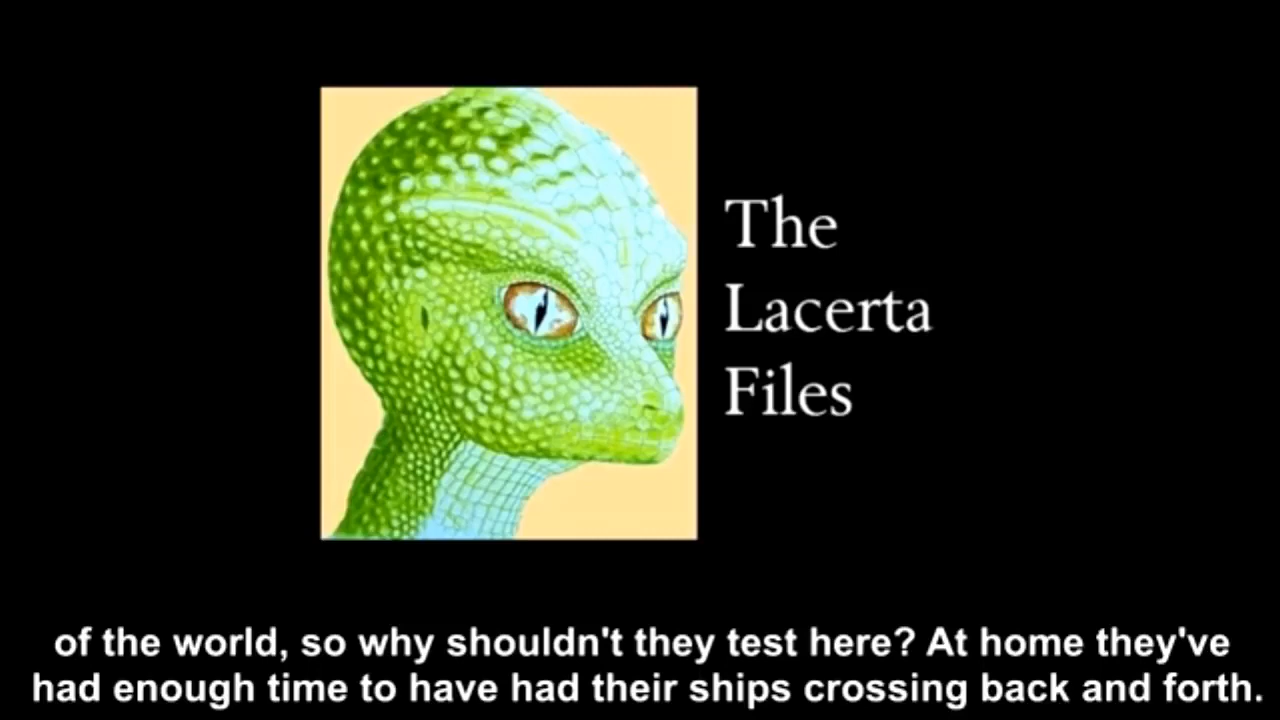 The
Lacerta
Files
of the world, so why shouldn't they test here? At home they've
had enough time to have had their ships crossing back and forth.